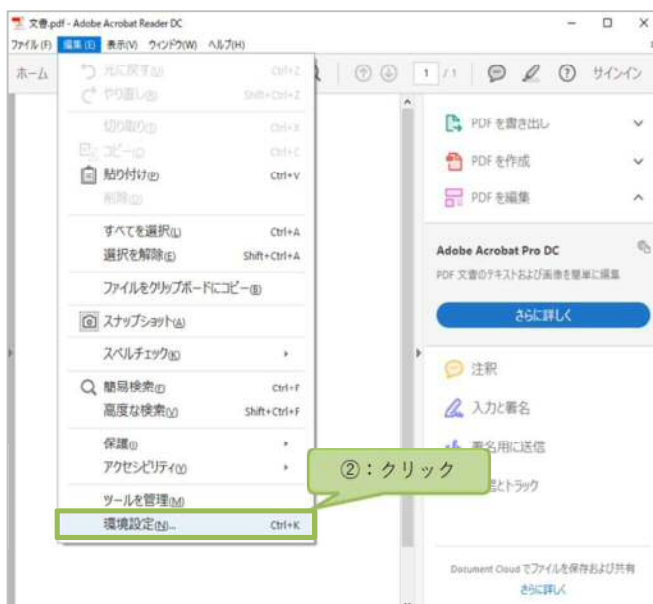 文書.pdf - Adobe Acrobat Reader DC
ファイル(F) 編集(E) 表示(V) ウィンドウ(W) ヘルプ(H)
ホーム 1 / 1 サインイン
元に戻す(U) Ctrl+Z
やり直し(R) Shift+Ctrl+Z
切り取り(T) Ctrl+X
コピー(C) Ctrl+C
貼り付け(P) Ctrl+V
削除(D)
すべてを選択(L) Ctrl+A
選択を解除(E) Shift+Ctrl+A
ファイルをクリップボードにコピー(B)
スナップショット(A)
スペルチェック(K)
簡易検索(F) Ctrl+F
高度な検索(V) Shift+Ctrl+F
保護(I)
アクセシビリティ(Y)
ツールを管理(M)
環境設定(N)... Ctrl+K
②：クリック
PDF を書き出し
PDF を作成
PDF を編集
Adobe Acrobat Pro DC
PDF 文書のテキストおよび画像を簡単に編集
さらに詳しく
注釈
入力と署名
署名用に送信
とトラック
Document Cloud でファイルを保存および共有
さらに詳しく